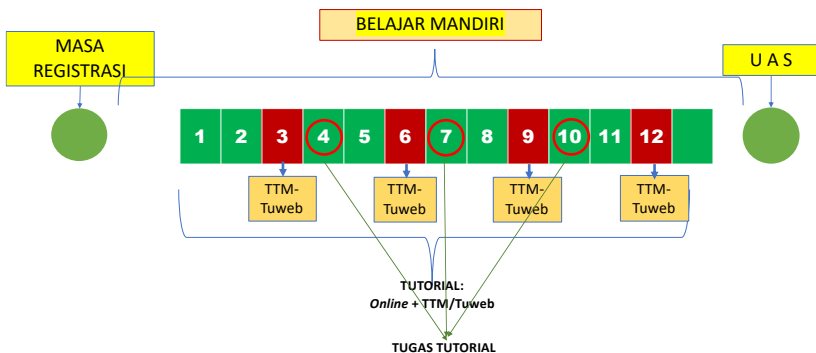 BELAJAR MANDIRI
MASA
REGISTRASI
U A S
1 2 3 4 5 6 7 8 9 10 11 12
TTM-
Tuweb
TTM-
Tuweb
TTM-
Tuweb
TTM-
Tuweb
TUTORIAL:
Online + TTM/Tuweb
TUGAS TUTORIAL